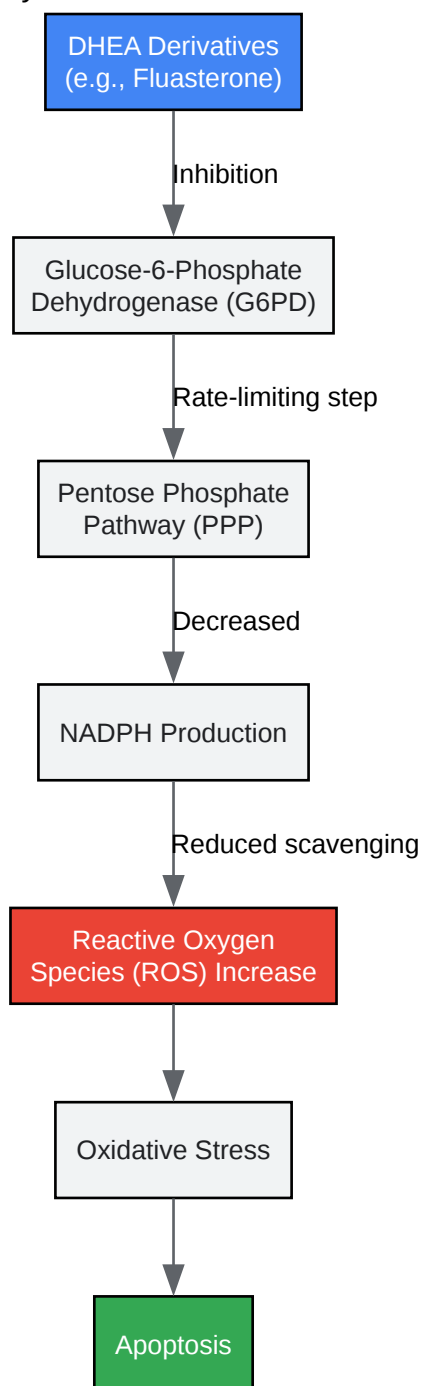 DHEA Derivatives
(e.g., Fluasterone)
Inhibition
Glucose-6-Phosphate
Dehydrogenase (G6PD)
Rate-limiting step
Pentose Phosphate
Pathway (PPP)
Decreased
NADPH Production
Reduced scavenging
Reactive Oxygen
Species (ROS) Increase
Oxidative Stress
Apoptosis